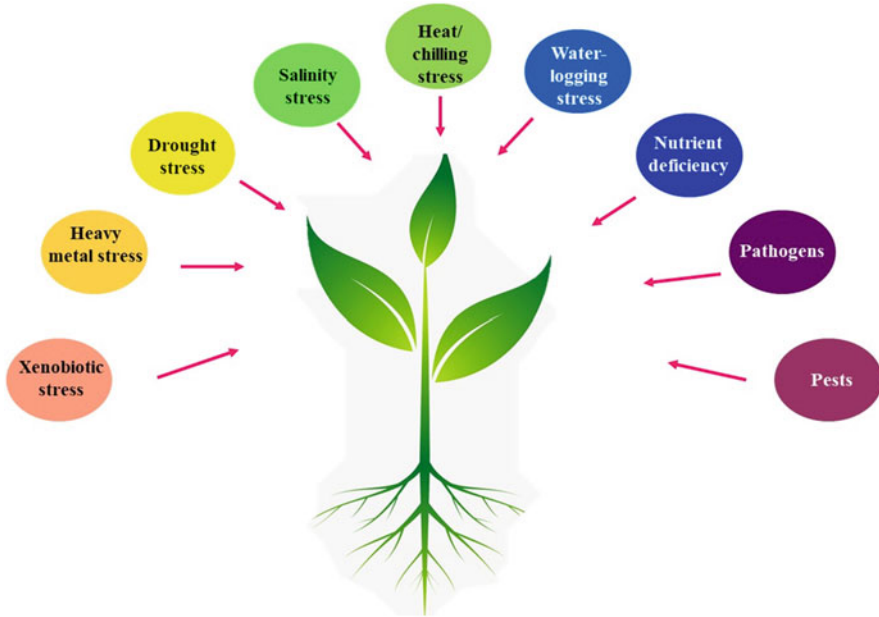 Heat/
chilling
stress
Water-
logging
stress
Salinity
stress
Nutrient
deficiency
Drought
stress
Pathogens
Heavy
metal stress
Pests
Xenobiotic
stress